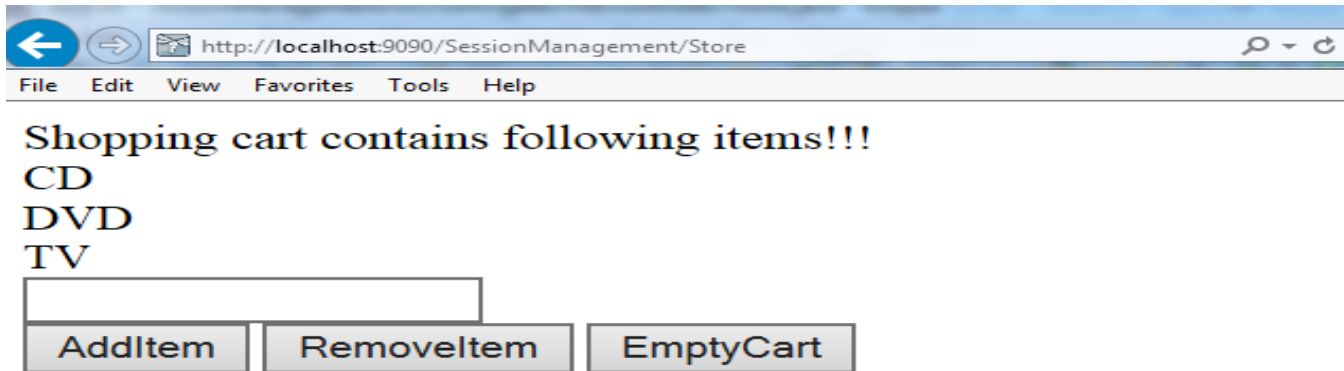 http://localhost:9090/SessionManagement/Store
File Edit View Favorites Tools Help
Shopping cart contains following items!!!
CD
DVD
TV
AddItem RemoveItem EmptyCart